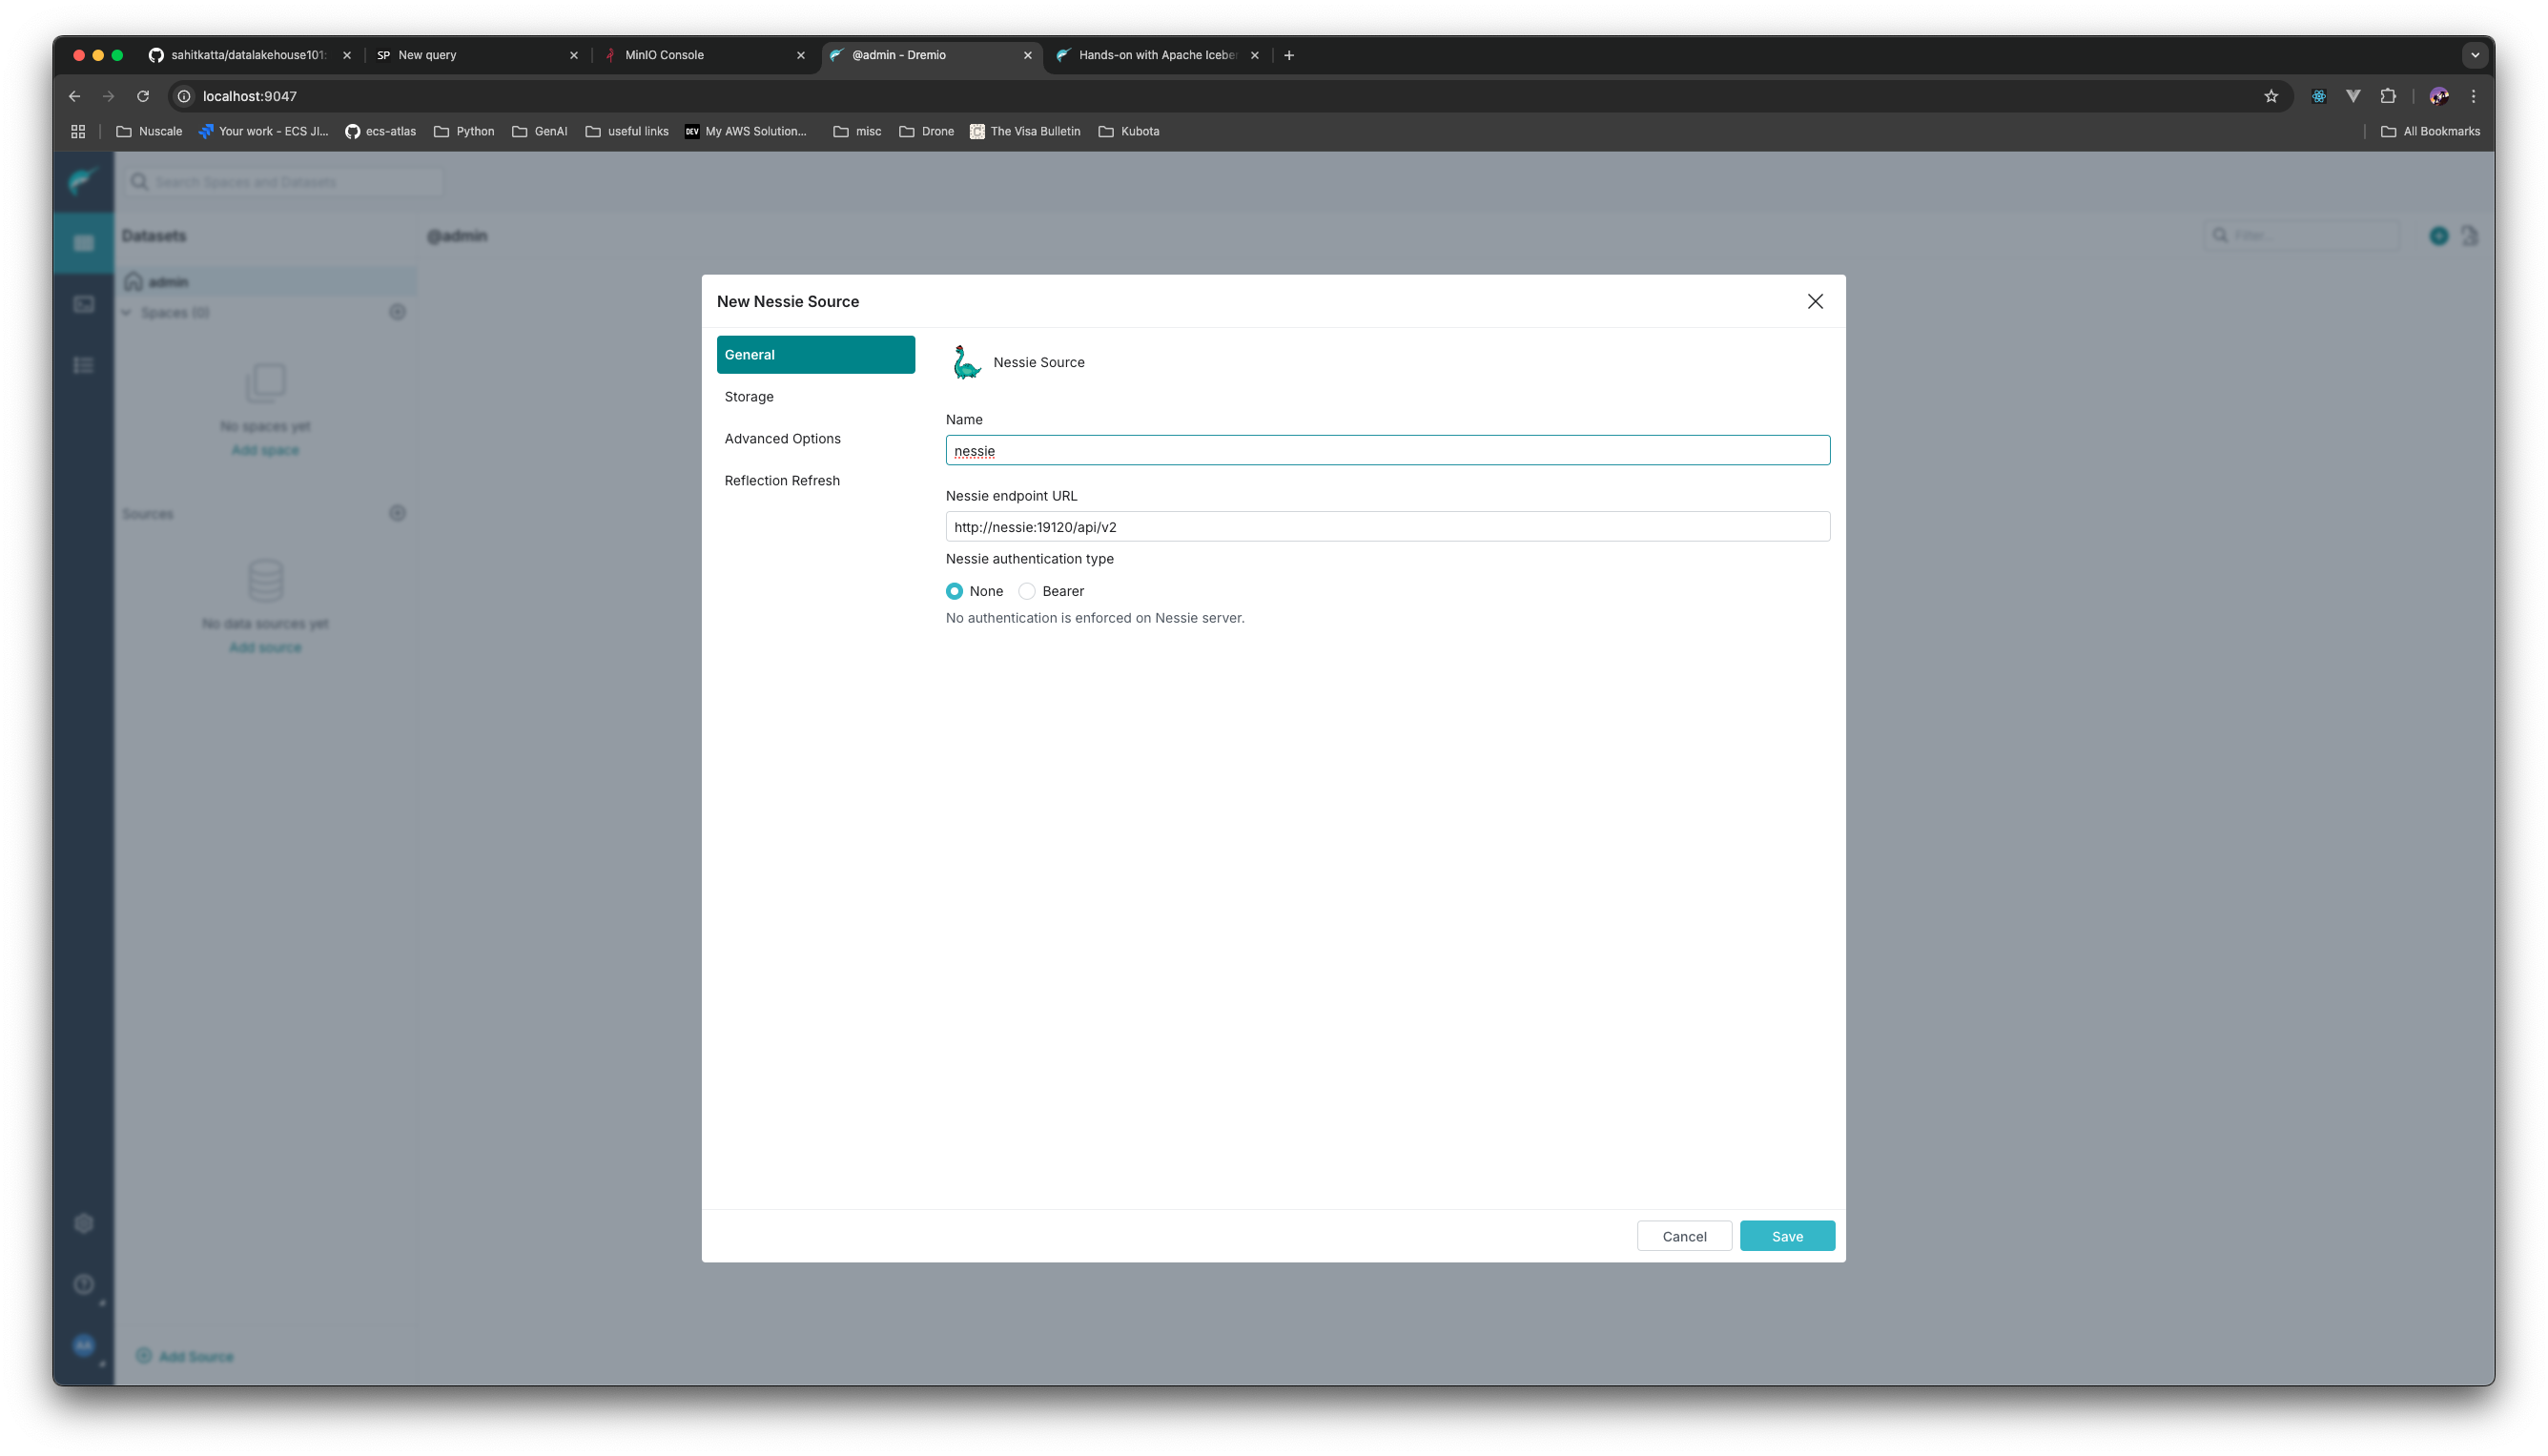 sahitkatta/datalakehouse101:
SP New query
MinIO Console
@admin - Dremio
Hands-on with Apache Iceber
localhost:9047
Nuscale
Your work - ECS JI...
ecs-atlas
Python
GenAI
useful links
DEV My AWS Solution...
misc
Drone
The Visa Bulletin
Kubota
All Bookmarks
Search Spaces and Datasets
Datasets
@admin
Filter...
admin
Spaces (0)
No spaces yet
Add space
Sources
No data sources yet
Add source
Add Source
AA
New Nessie Source
General
Storage
Advanced Options
Reflection Refresh
Nessie Source
Name
nessie
Nessie endpoint URL
http://nessie:19120/api/v2
Nessie authentication type
None
Bearer
No authentication is enforced on Nessie server.
Cancel
Save